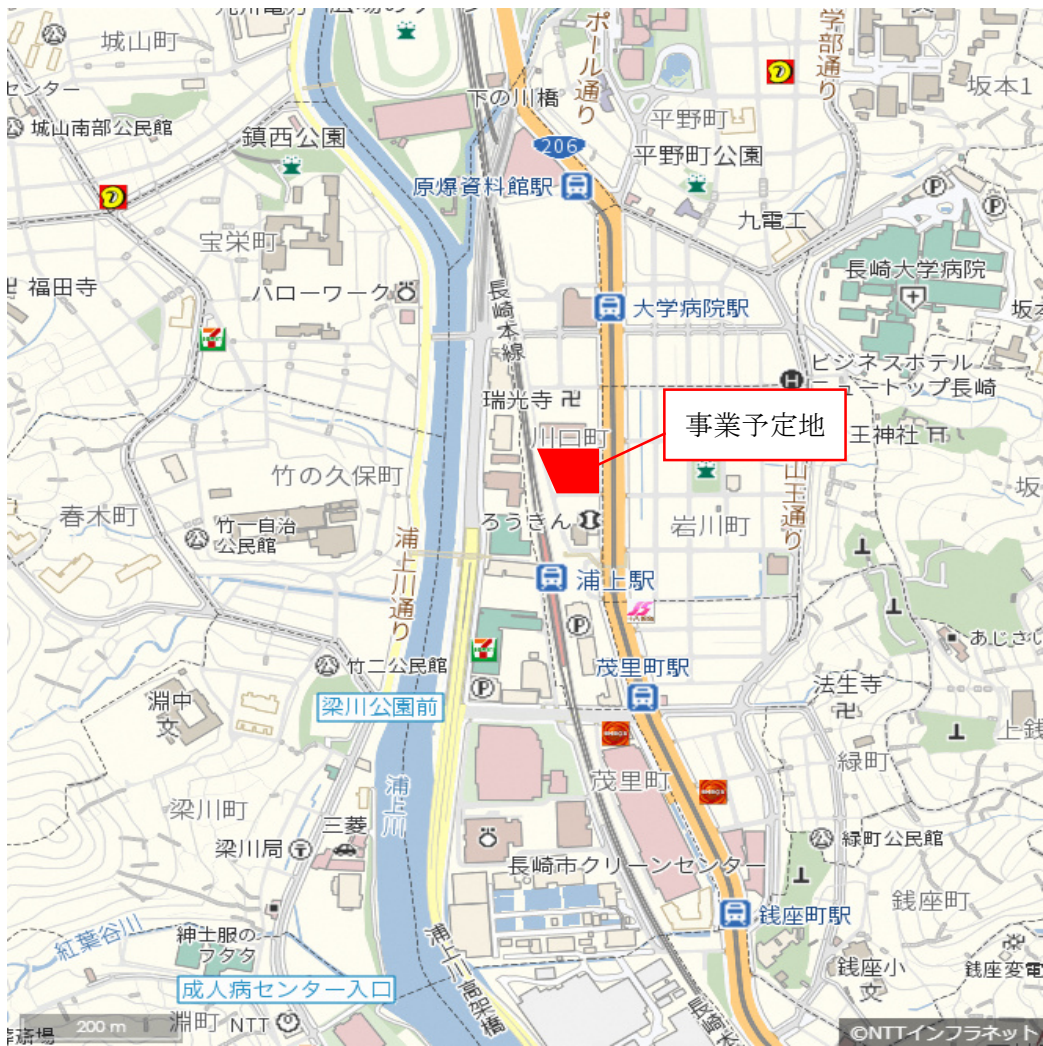 城山町
センター
城山南部公民館
鎮西公園
下の川橋
ポール通り
学部通り
坂本1
平野町
206
平野町公園
原爆資料館駅
九電工
宝栄町
福田寺
ハローワーク
長崎大学病院
長崎本線
大学病院駅
ビジネスホテル
ニュートップ長崎
瑞光寺
川口町
事業予定地
王神社
竹の久保町
山王通り
春木町
竹一自治
公民館
ろうきん
岩川町
浦上川通り
浦上駅
あじさい
竹二公民館
茂里町駅
法生寺
淵中
梁川公園前
上銭
緑町
浦上川
茂里町
梁川町
三菱
梁川局
緑町公民館
長崎市クリーンセンター
銭座町
銭座町駅
紅葉谷川
紳士服の
フタタ
浦上川高架橋
銭座小
銭座変電
成人病センター入口
200 m
淵町
NTT
斎場
©NTTインフラネット